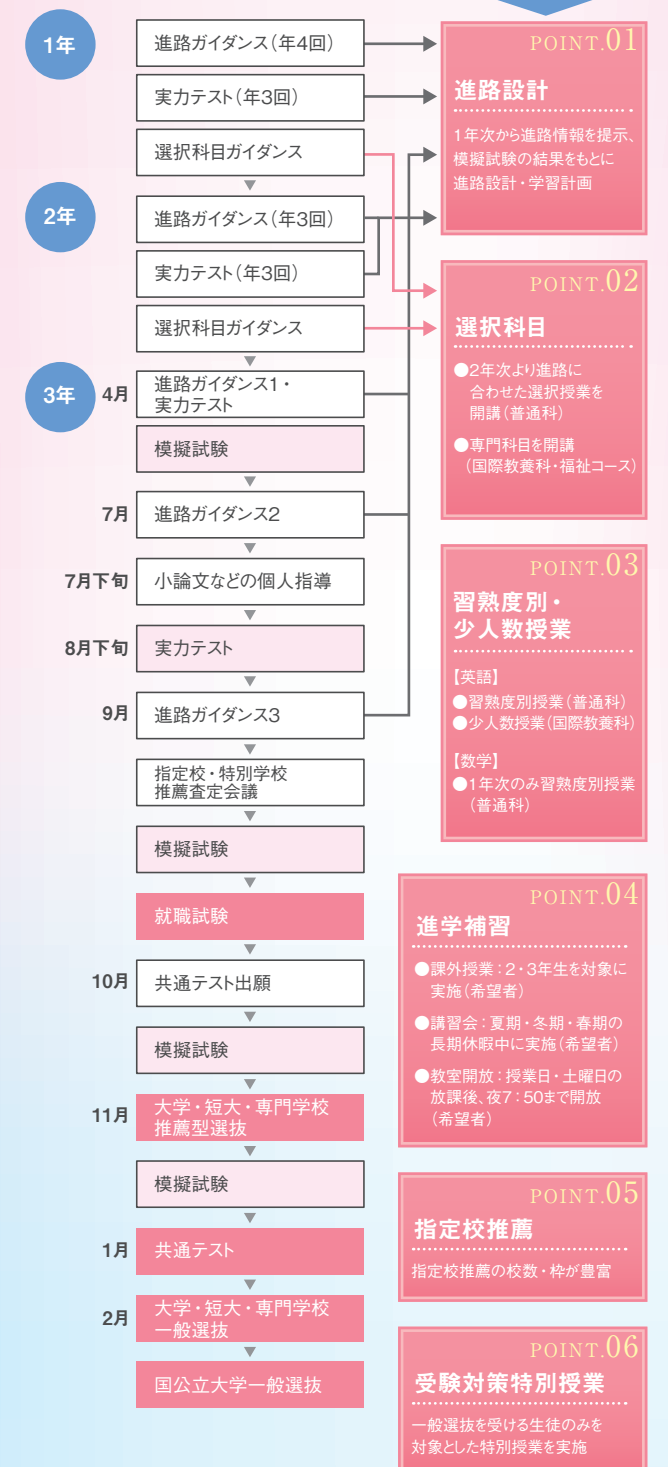 1年
進路ガイダンス（年4回）
実力テスト（年3回）
選択科目ガイダンス
2年
進路ガイダンス（年3回）
実力テスト（年3回）
選択科目ガイダンス
3年
4月
進路ガイダンス1・
実力テスト
模擬試験
7月
進路ガイダンス2
7月下旬
小論文などの個人指導
8月下旬
実力テスト
9月
進路ガイダンス3
指定校・特別学校
推薦査定会議
模擬試験
就職試験
10月
共通テスト出願
模擬試験
11月
大学・短大・専門学校
推薦型選抜
模擬試験
1月
共通テスト
2月
大学・短大・専門学校
一般選抜
国公立大学一般選抜
POINT.01
進路設計
1年次から進路情報を提示、
模擬試験の結果をもとに
進路設計・学習計画
POINT.02
選択科目
●2年次より進路に
合わせた選択授業を
開講（普通科）
●専門科目を開講
（国際教養科・福祉コース）
POINT.03
習熟度別・
少人数授業
【英語】
●習熟度別授業（普通科）
●少人数授業（国際教養科）
【数学】
●1年次のみ習熟度別授業
（普通科）
POINT.04
進学補習
●課外授業：2・3年生を対象に
実施（希望者）
●講習会：夏期・冬期・春期の
長期休暇中に実施（希望者）
●教室開放：授業日・土曜日の
放課後、夜7：50まで開放
（希望者）
POINT.05
指定校推薦
指定校推薦の校数・枠が豊富
POINT.06
受験対策特別授業
一般選抜を受ける生徒のみを
対象とした特別授業を実施